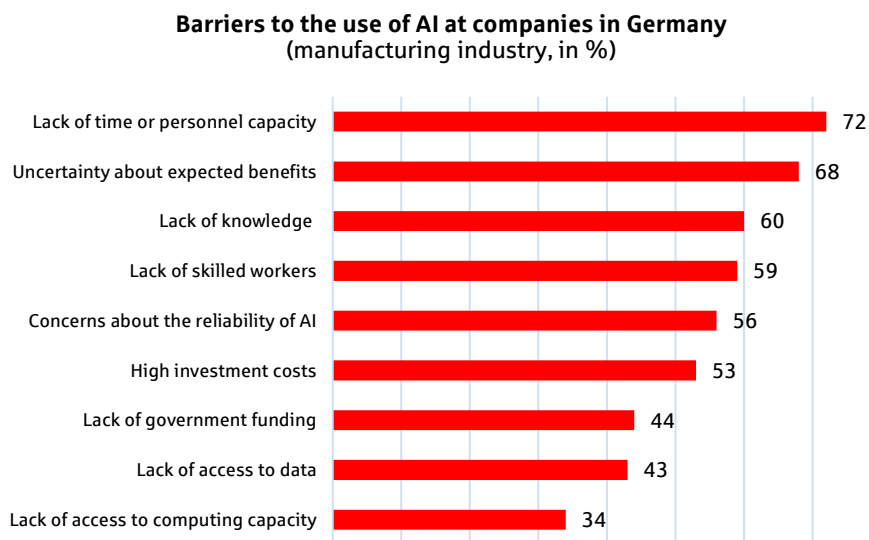 Barriers to the use of AI at companies in Germany
(manufacturing industry, in %)
Lack of time or personnel capacity 72
Uncertainty about expected benefits 68
Lack of knowledge 60
Lack of skilled workers 59
Concerns about the reliability of AI 56
High investment costs 53
Lack of government funding 44
Lack of access to data 43
Lack of access to computing capacity 34